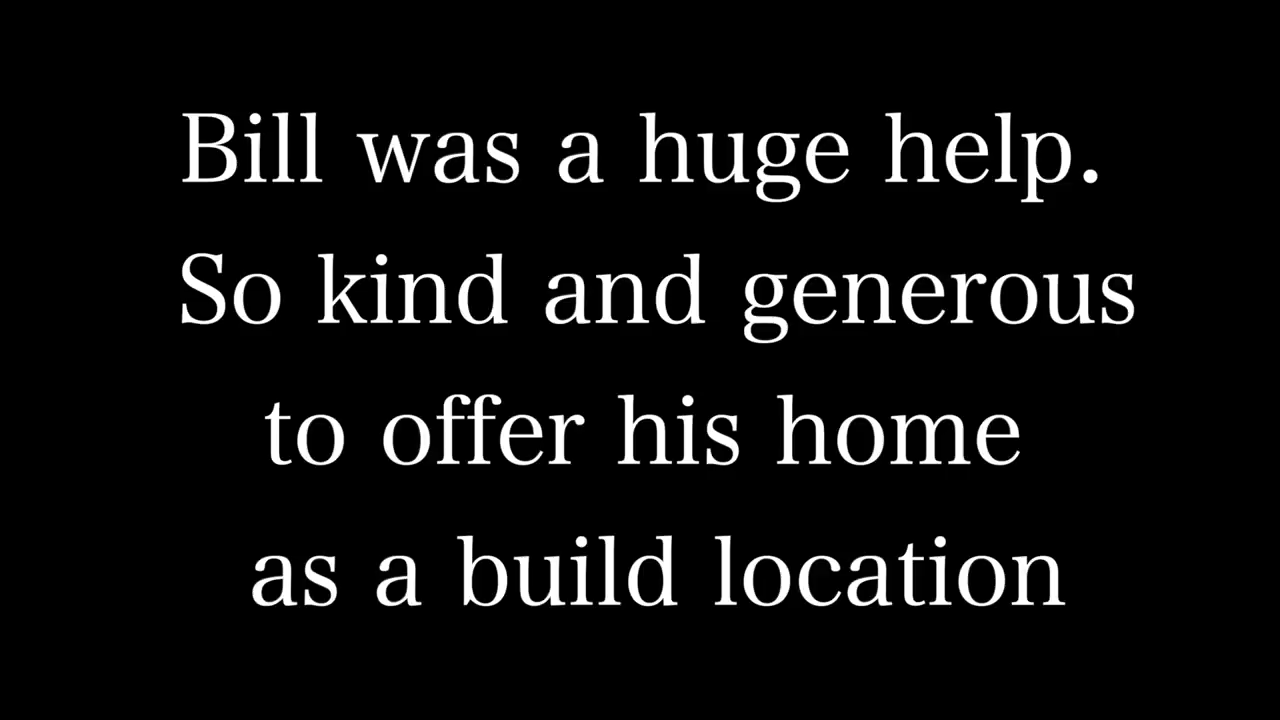 Bill was a huge help.
So kind and generous
to offer his home
as a build location